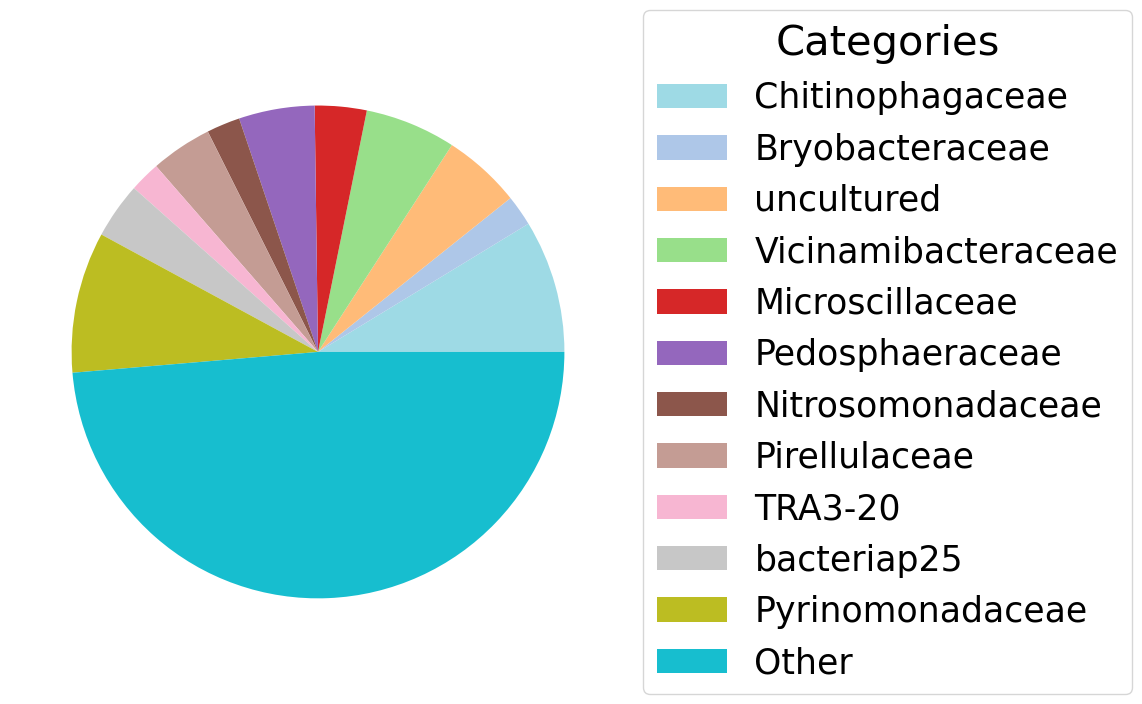 Categories
Chitinophagaceae
Bryobacteraceae
uncultured
Vicinamibacteraceae
Microscillaceae
Pedosphaeraceae
Nitrosomonadaceae
Pirellulaceae
TRA3-20
bacteriap25
Pyrinomonadaceae
Other